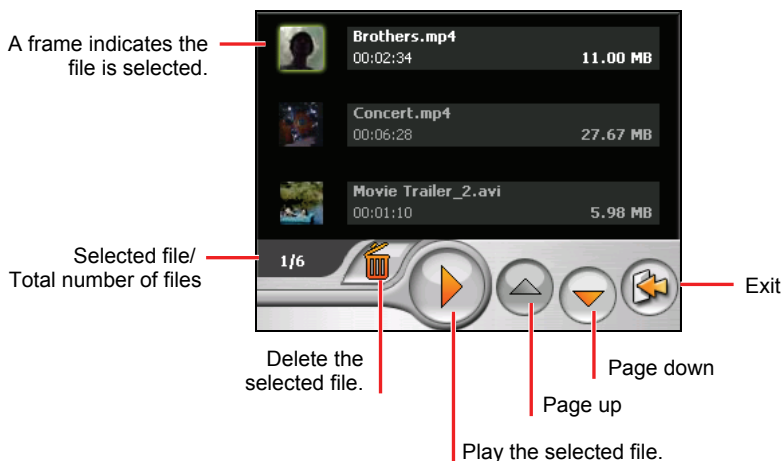 A frame indicates the
file is selected.
Brothers.mp4
00:02:34 11.00 MB
Concert.mp4
00:06:28 27.67 MB
Movie Trailer_2.avi
00:01:10 5.98 MB
Selected file/
Total number of files
1/6
Exit
Delete the
selected file.
Page down
Page up
Play the selected file.